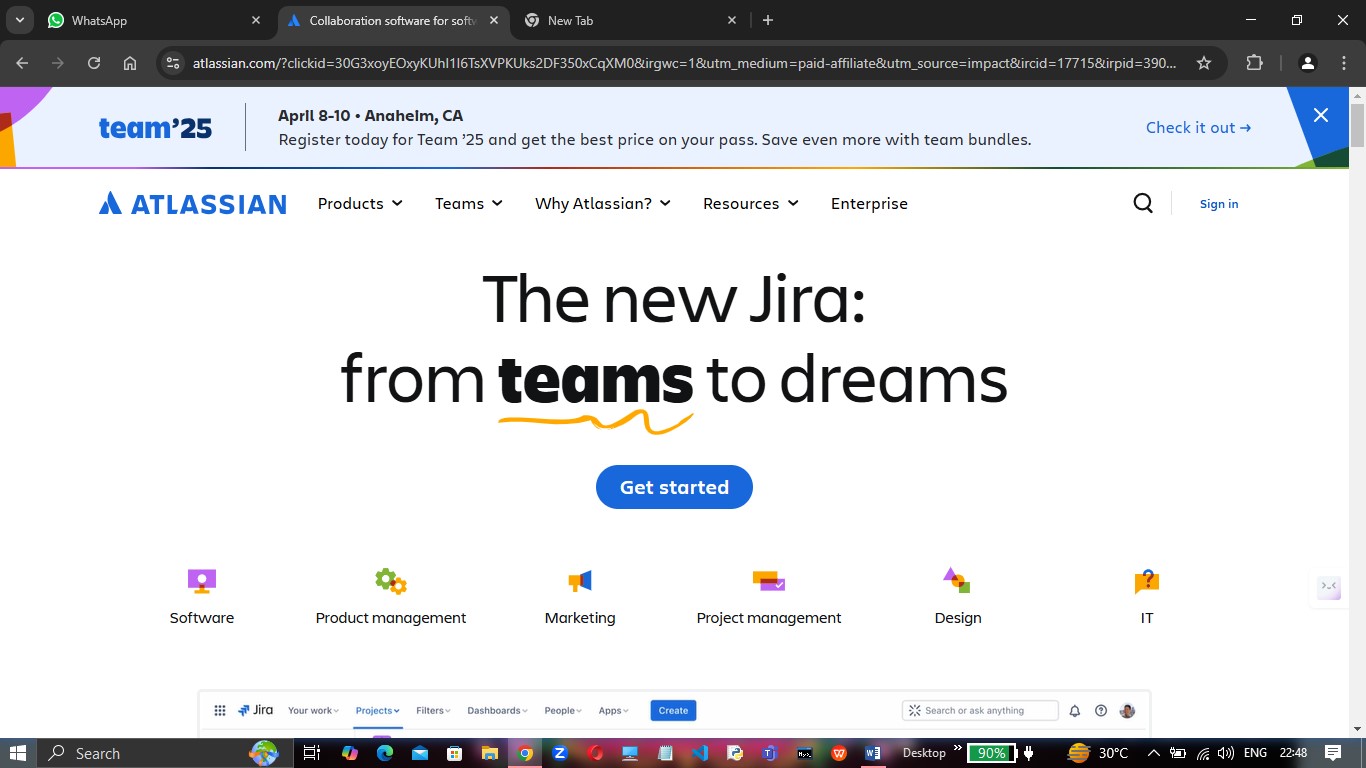 WhatsApp
Collaboration software for softw
New Tab
atlassian.com/?clickid=30G3xoyEOxyKUhI1I6TsXVPKUks2DF350xCqXM0&irgwc=1&utm_medium=paid-affiliate&utm_source=impact&ircid=17715&irpid=390...
team'25
April 8-10 • Anaheim, CA
Register today for Team '25 and get the best price on your pass. Save even more with team bundles.
Check it out →
ATLASSIAN Products Teams Why Atlassian? Resources Enterprise Sign in
The new Jira:
from teams to dreams
Get started
Software Product management Marketing Project management Design IT
Jira Your work Projects Filters Dashboards People Apps Create Search or ask anything
Search Desktop » 90% 30°C ENG 22:48